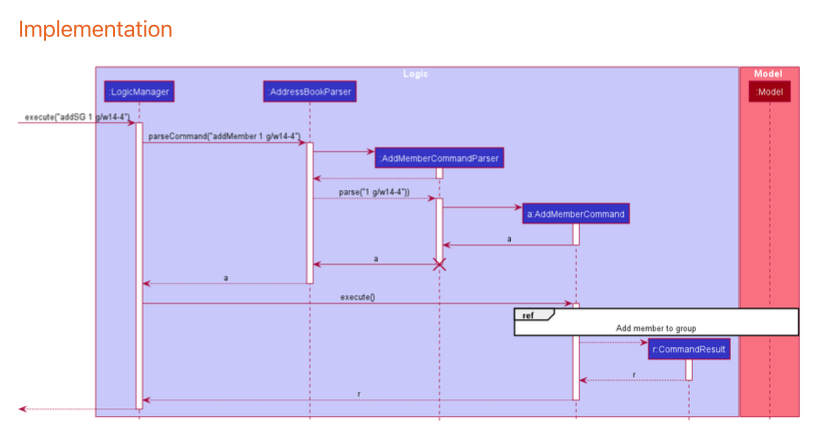 Implementation
Logic
Model
:LogicManager
:AddressBookParser
:Model
execute("addSG 1 g/w14-4")
parseCommand("addMember 1 g/w14-4")
:AddMemberCommandParser
parse("1 g/w14-4"))
a:AddMemberCommand
a
a
a
execute()
ref
Add member to group
r:CommandResult
r
r